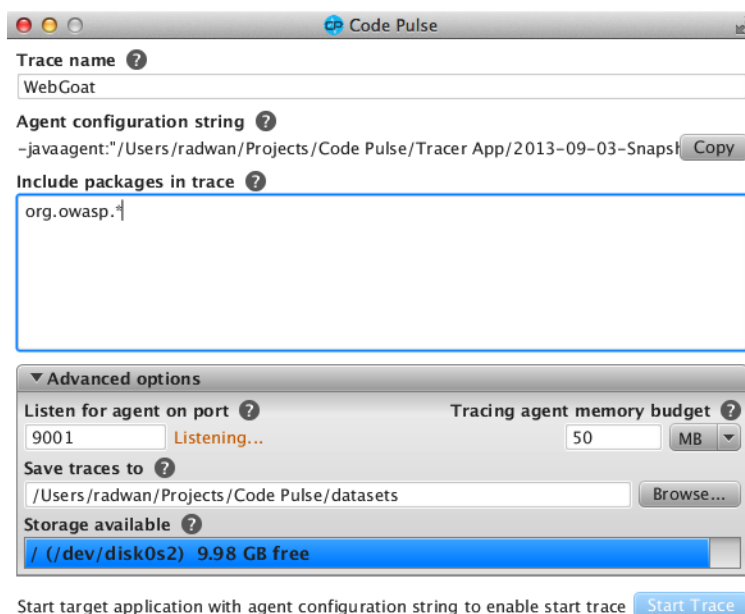 Code Pulse
Trace name ?
WebGoat
Agent configuration string ?
-javaagent:"/Users/radwan/Projects/Code Pulse/Tracer App/2013-09-03-Snapsh Copy
Include packages in trace ?
org.owasp.*
▼Advanced options
Listen for agent on port ? Tracing agent memory budget ?
9001 Listening... 50 MB
Save traces to ?
/Users/radwan/Projects/Code Pulse/datasets Browse...
Storage available ?
/ (/dev/disk0s2) 9.98 GB free
Start target application with agent configuration string to enable start trace Start Trace